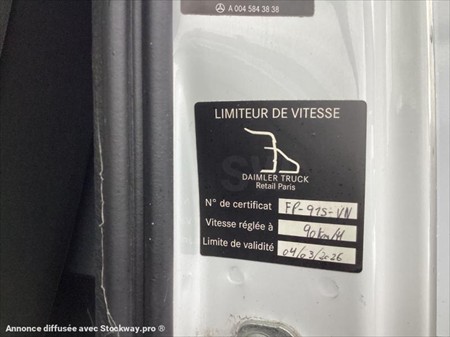 A 004 584 38 38
LIMITEUR DE VITESSE
DAIMLER TRUCK
Retail Paris
N° de certificat FP-915-VN
Vitesse réglée à 90km/H
Limite de validité 04/03/2026
Annonce diffusée avec Stockway.pro ®